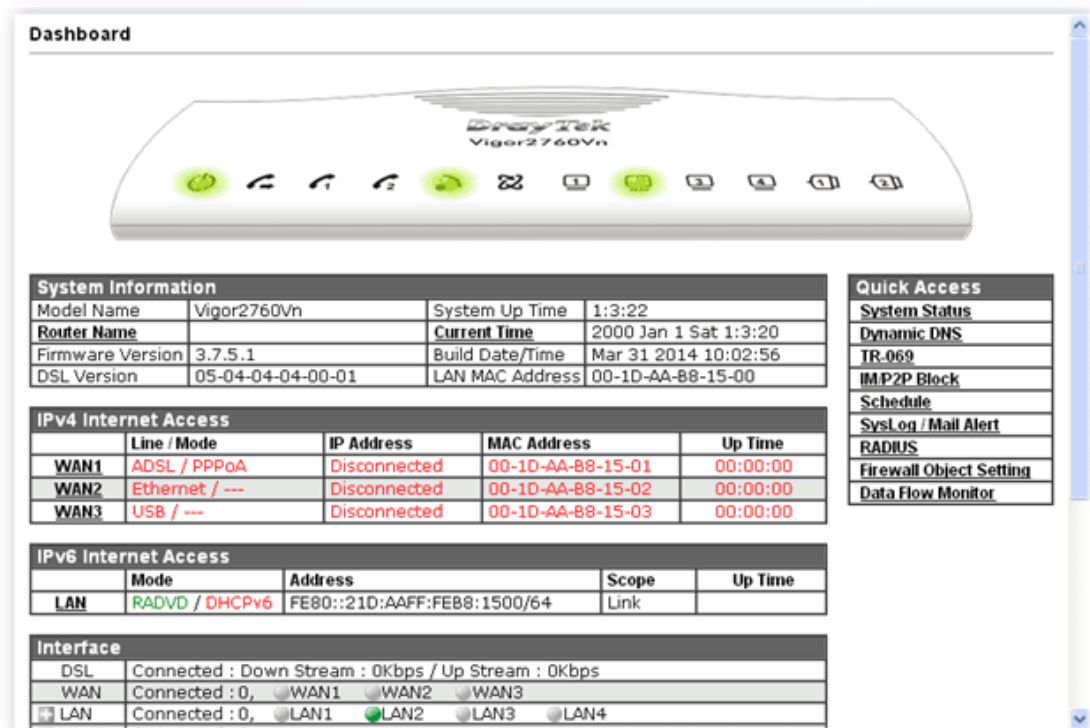 Dashboard
DrayTek
Vigor2760Vn
1 2 1 3 4 1 2
System Information
Model Name Vigor2760Vn System Up Time 1:3:22
Router Name Current Time 2000 Jan 1 Sat 1:3:20
Firmware Version 3.7.5.1 Build Date/Time Mar 31 2014 10:02:56
DSL Version 05-04-04-04-00-01 LAN MAC Address 00-1D-AA-B8-15-00
Quick Access
System Status
Dynamic DNS
TR-069
IM/P2P Block
Schedule
SysLog / Mail Alert
RADIUS
Firewall Object Setting
Data Flow Monitor
IPv4 Internet Access
Line / Mode IP Address MAC Address Up Time
WAN1 ADSL / PPPoA Disconnected 00-1D-AA-B8-15-01 00:00:00
WAN2 Ethernet / --- Disconnected 00-1D-AA-B8-15-02 00:00:00
WAN3 USB / --- Disconnected 00-1D-AA-B8-15-03 00:00:00
IPv6 Internet Access
Mode Address Scope Up Time
LAN RADVD / DHCPv6 FE80::21D:AAFF:FEB8:1500/64 Link
Interface
DSL Connected : Down Stream : 0Kbps / Up Stream : 0Kbps
WAN Connected : 0, WAN1 WAN2 WAN3
LAN Connected : 0, LAN1 LAN2 LAN3 LAN4